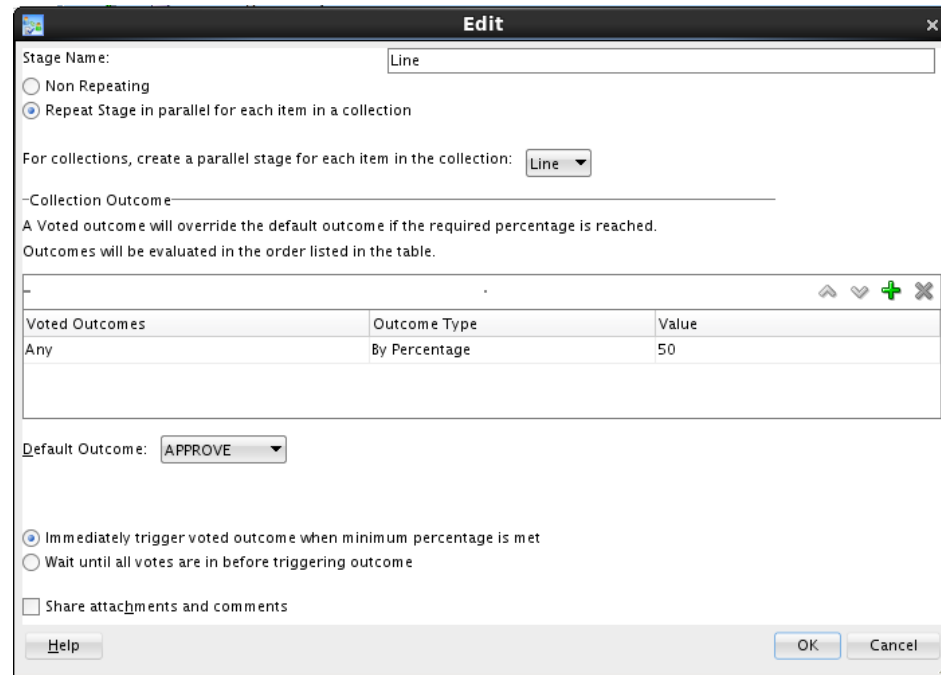 Edit
Stage Name:
Line
Non Repeating
Repeat Stage in parallel for each item in a collection
For collections, create a parallel stage for each item in the collection: Line
Collection Outcome
A Voted outcome will override the default outcome if the required percentage is reached.
Outcomes will be evaluated in the order listed in the table.
Voted Outcomes Outcome Type Value
Any By Percentage 50
Default Outcome: APPROVE
Immediately trigger voted outcome when minimum percentage is met
Wait until all votes are in before triggering outcome
Share attachments and comments
Help OK Cancel